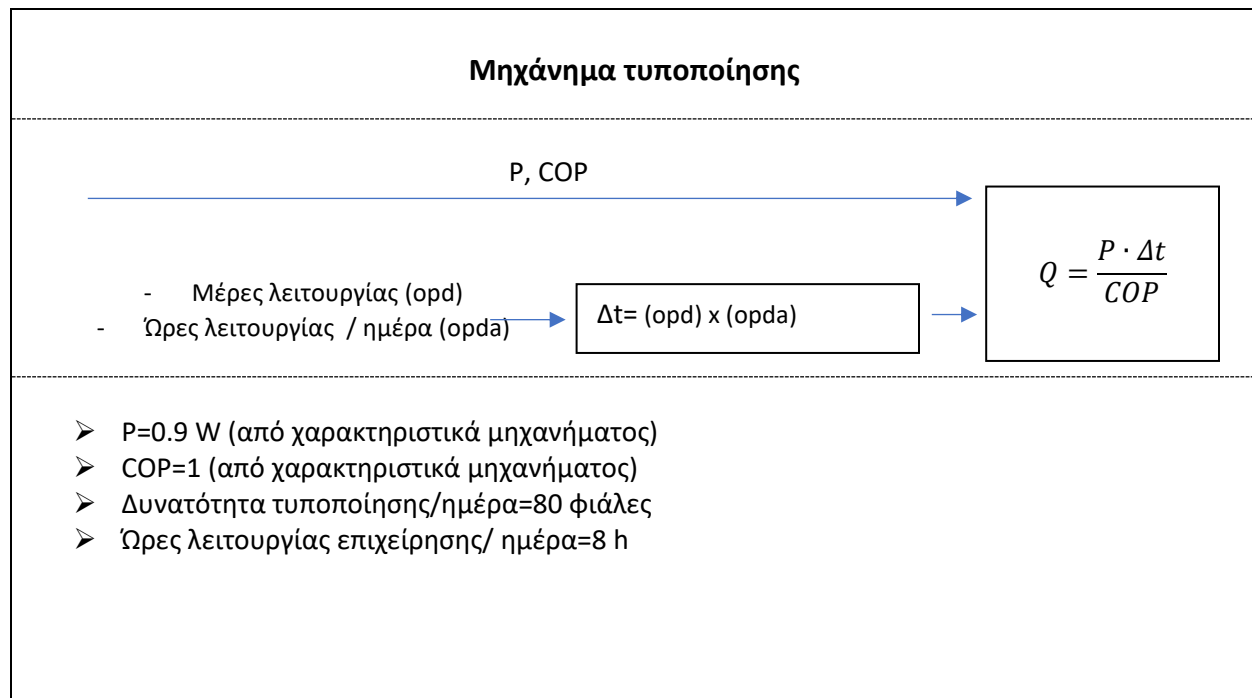 Μηχάνημα τυποποίησης
P, COP
- Μέρες λειτουργίας (opd)
- Ώρες λειτουργίας / ημέρα (opda)
Δt= (opd) x (opda)
Q = P · Δt / COP
➢ P=0.9 W (από χαρακτηριστικά μηχανήματος)
➢ COP=1 (από χαρακτηριστικά μηχανήματος)
➢ Δυνατότητα τυποποίησης/ημέρα=80 φιάλες
➢ Ώρες λειτουργίας επιχείρησης/ ημέρα=8 h